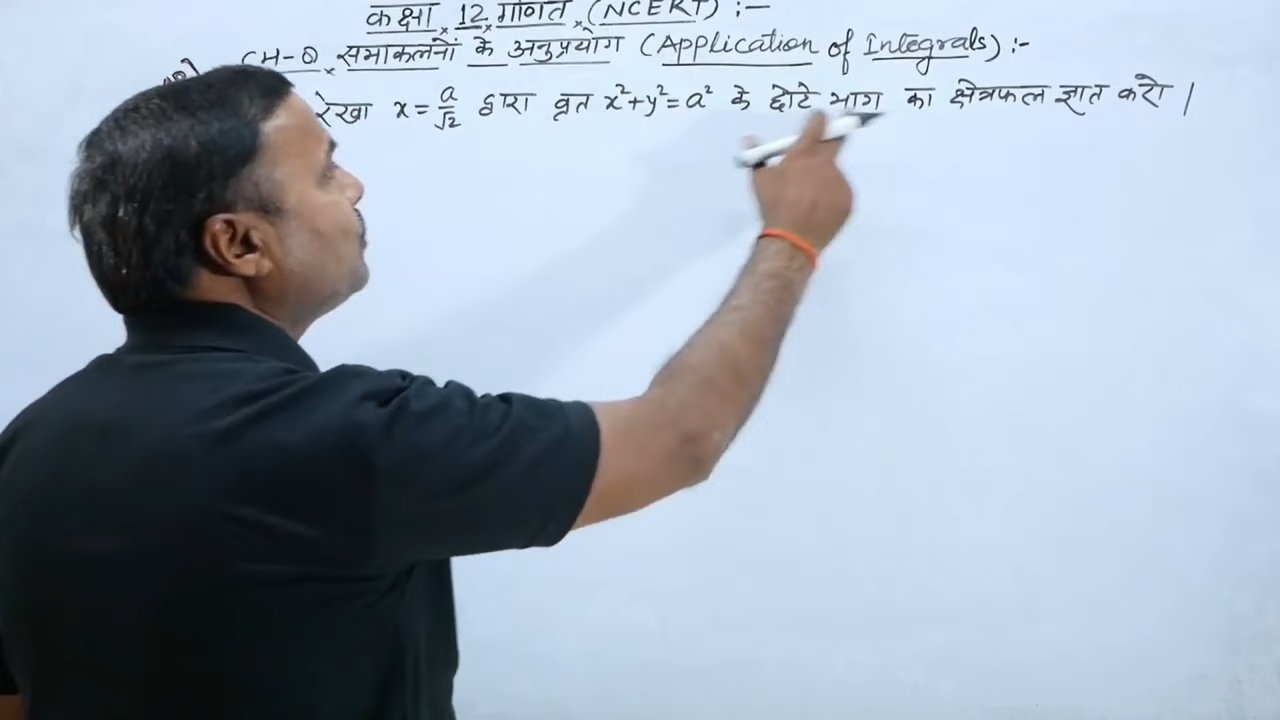 कक्षा 12 गणित (NCERT) :-
CH-8 समाकलनों के अनुप्रयोग (Application of Integrals) :-
रेखा x = a/√2 द्वारा वृत x²+y² = a² के छोटे भाग का क्षेत्रफल ज्ञात करो |